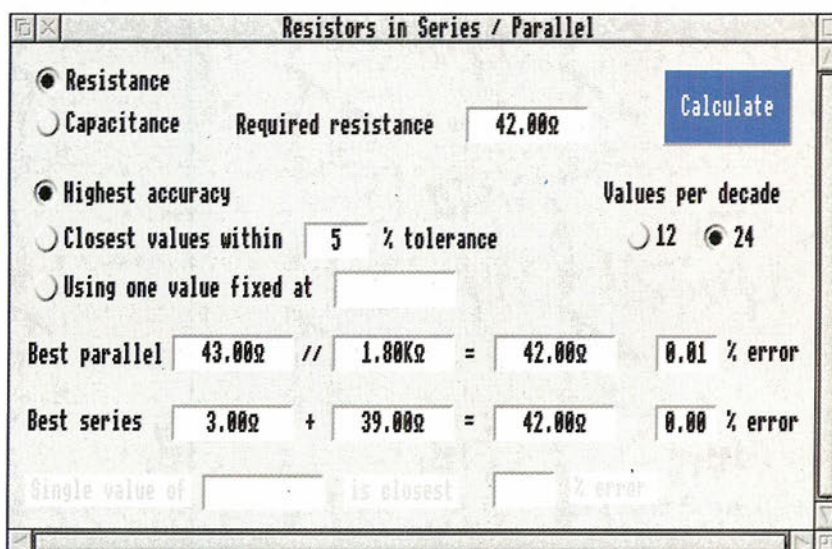 Resistors in Series / Parallel
Resistance
Calculate
Capacitance Required resistance 42.00Ω
Highest accuracy Values per decade
Closest values within 5 % tolerance 12 24
Using one value fixed at
Best parallel 43.00Ω // 1.80KΩ = 42.00Ω 0.01 % error
Best series 3.00Ω + 39.00Ω = 42.00Ω 0.00 % error
Single value of is closest % error